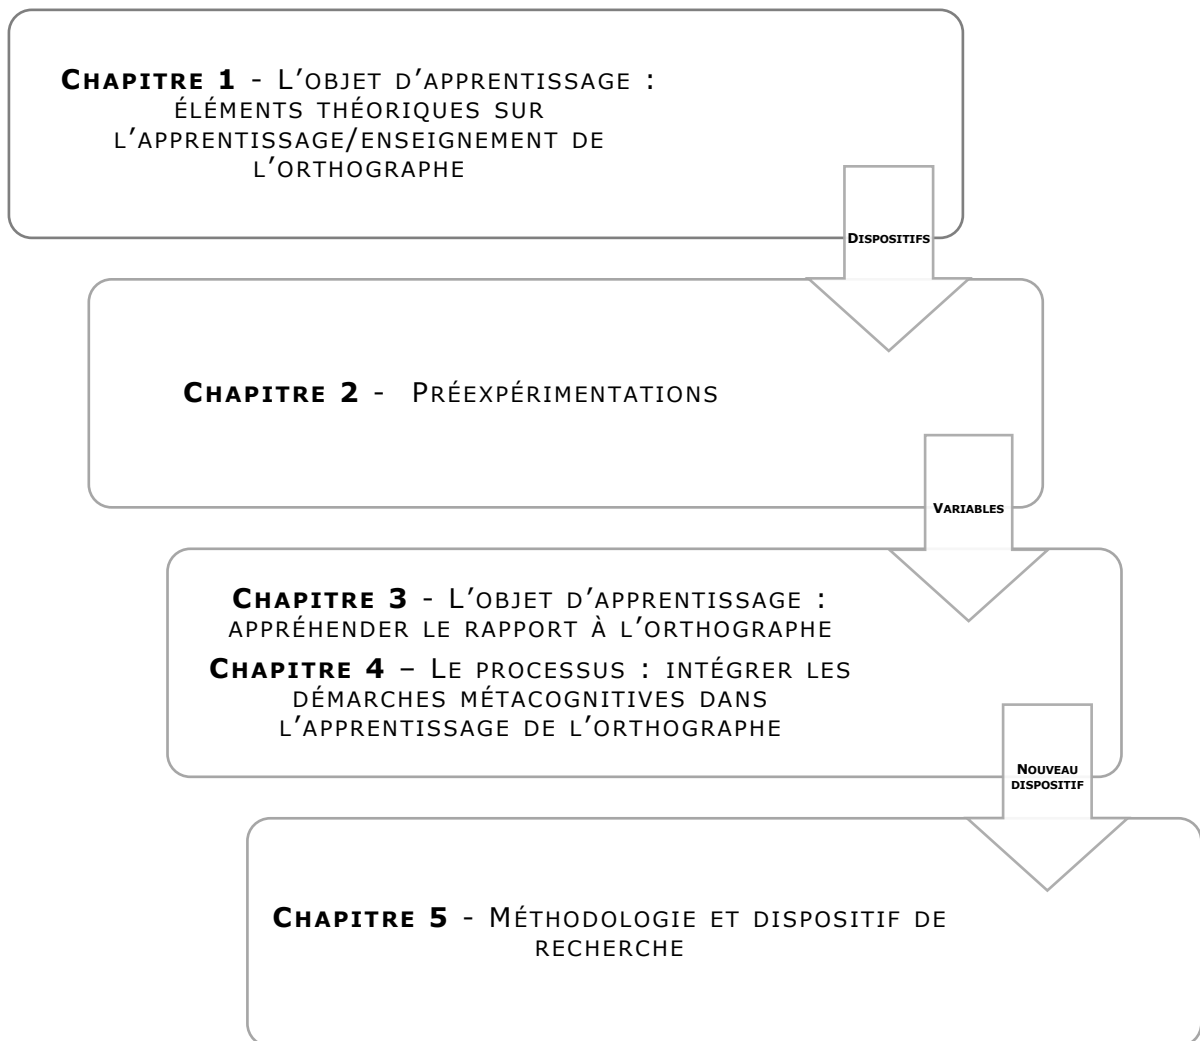 CHAPITRE 1 - L'OBJET D'APPRENTISSAGE :
ÉLÉMENTS THÉORIQUES SUR
L'APPRENTISSAGE/ENSEIGNEMENT DE
L'ORTHOGRAPHE
DISPOSITIFS
CHAPITRE 2 - PRÉEXPÉRIMENTATIONS
VARIABLES
CHAPITRE 3 - L'OBJET D'APPRENTISSAGE :
APPRÉHENDER LE RAPPORT À L'ORTHOGRAPHE
CHAPITRE 4 – LE PROCESSUS : INTÉGRER LES
DÉMARCHES MÉTACOGNITIVES DANS
L'APPRENTISSAGE DE L'ORTHOGRAPHE
NOUVEAU
DISPOSITIF
CHAPITRE 5 - MÉTHODOLOGIE ET DISPOSITIF DE
RECHERCHE